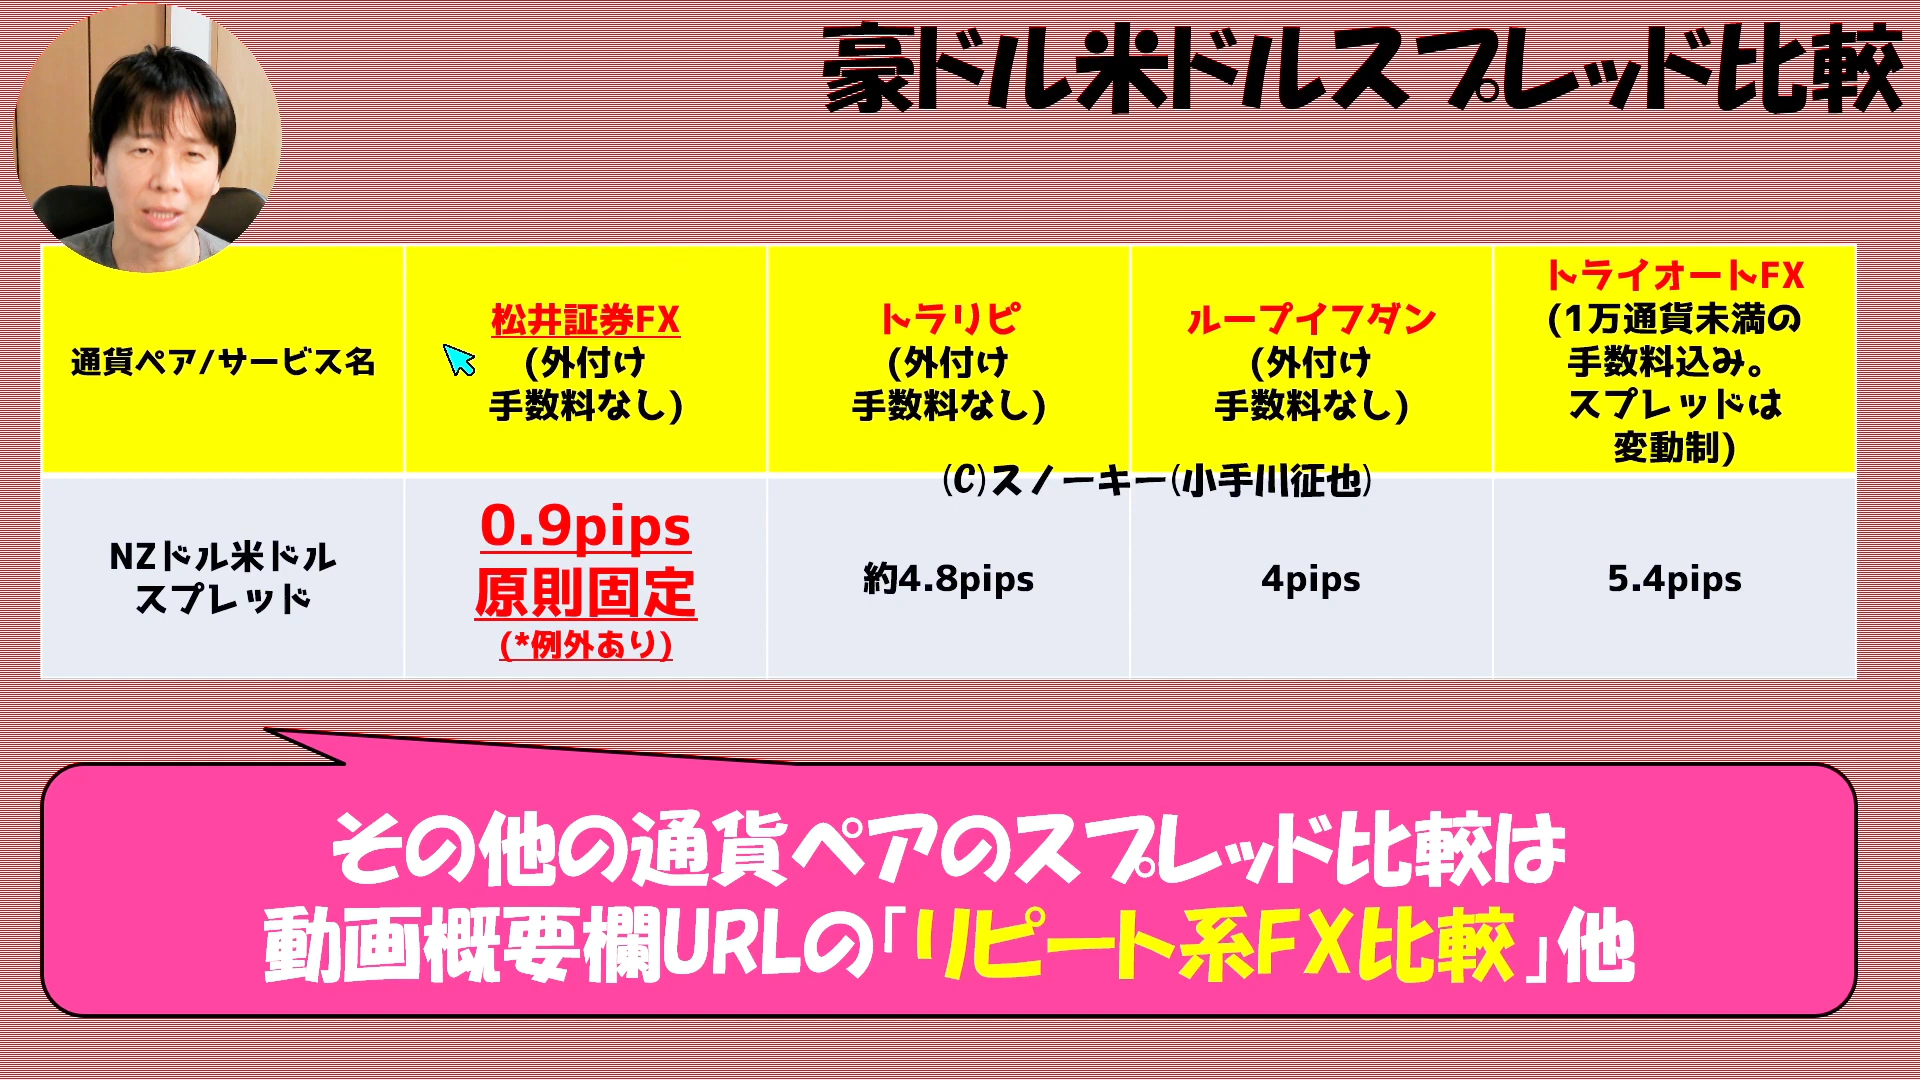 豪ドル米ドルスプレッド比較
通貨ペア/サービス名
松井証券FX
(外付け
手数料なし)
トラリピ
(外付け
手数料なし)
ループイフダン
(外付け
手数料なし)
トライオートFX
(1万通貨未満の
手数料込み。
スプレッドは
変動制)
(C)スノーキー(小手川征也)
NZドル米ドル
スプレッド
0.9pips
原則固定
(*例外あり)
約4.8pips
4pips
5.4pips
その他の通貨ペアのスプレッド比較は
動画概要欄URLの「リピート系FX比較」他